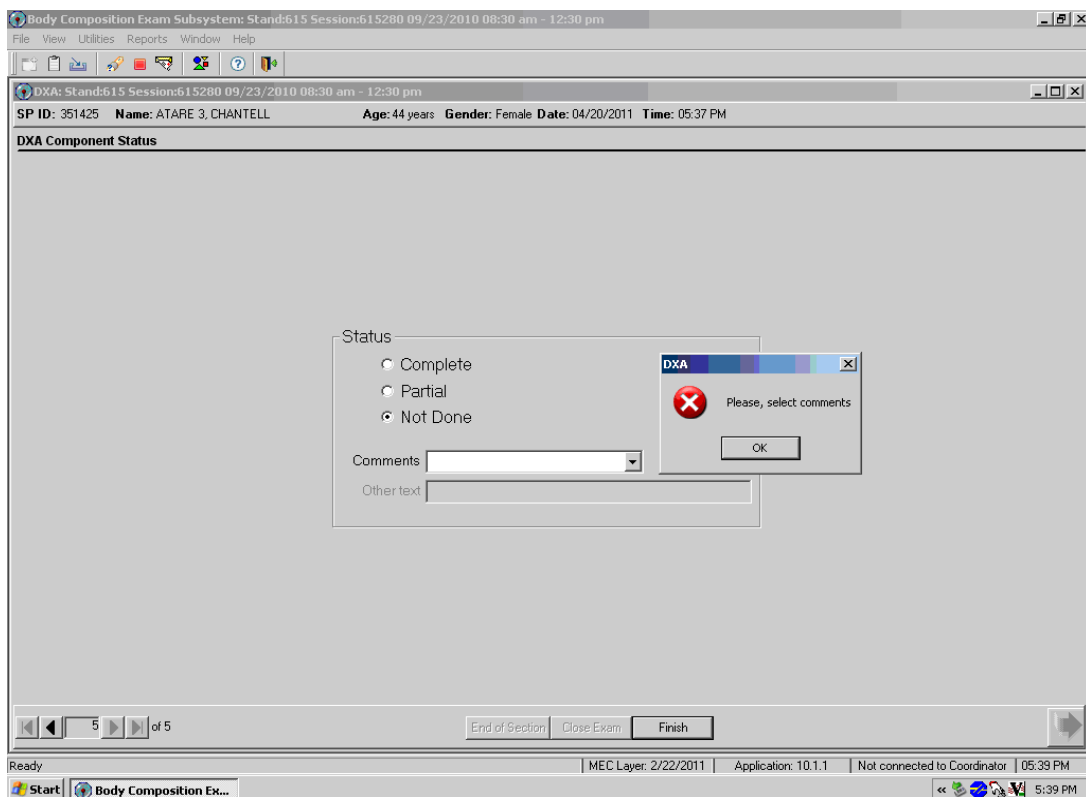 Body Composition Exam Subsystem: Stand:615 Session:615280 09/23/2010 08:30 am - 12:30 pm
File View Utilities Reports Window Help
DXA: Stand:615 Session:615280 09/23/2010 08:30 am - 12:30 pm
SP ID: 351425 Name: ATARE 3, CHANTELL Age: 44 years Gender: Female Date: 04/20/2011 Time: 05:37 PM
DXA Component Status
Status
Complete
Partial
Not Done
Comments
Other text
DXA
Please, select comments
OK
5 of 5 End of Section Close Exam Finish
Ready MEC Layer: 2/22/2011 Application: 10.1.1 Not connected to Coordinator 05:39 PM
Start Body Composition Ex... « 5:39 PM